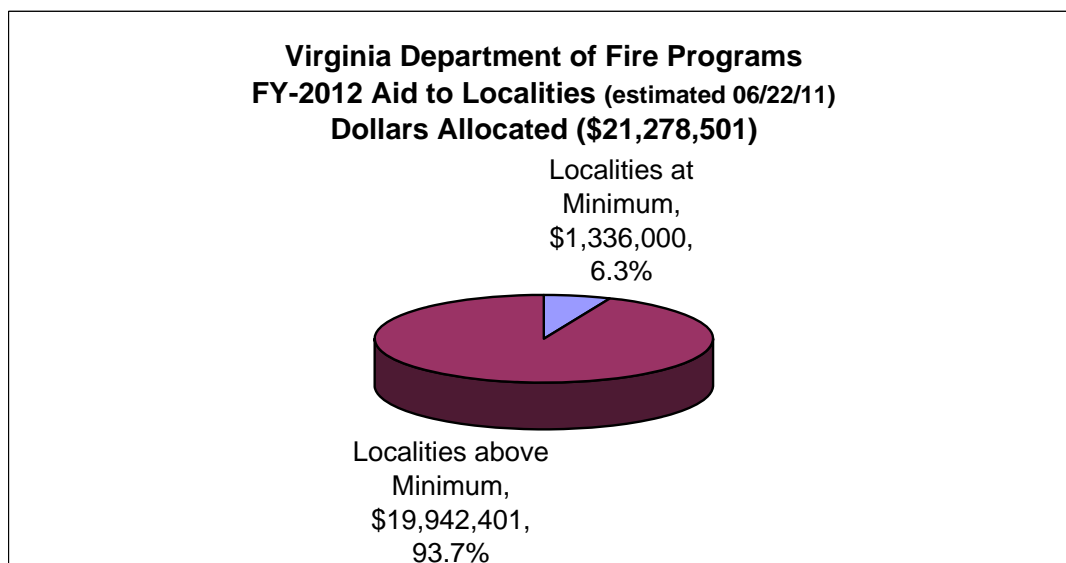 Virginia Department of Fire Programs
FY-2012 Aid to Localities (estimated 06/22/11)
Dollars Allocated ($21,278,501)
Localities at
Minimum,
$1,336,000,
6.3%
Localities above
Minimum,
$19,942,401,
93.7%